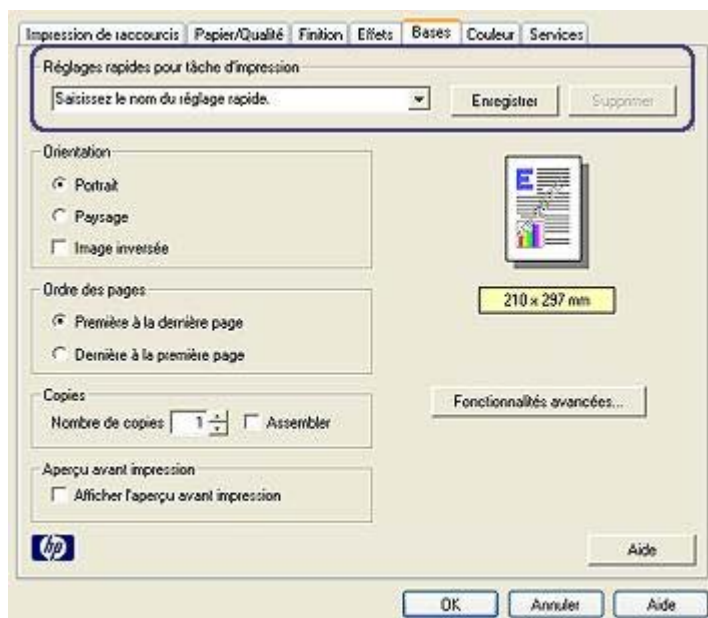 Impression de raccourcis Papier/Qualité Finition Effets Bases Couleur Services
Réglages rapides pour tâche d'impression
Saisissez le nom du réglage rapide. Enregistrer Supprimer
Orientation
Portrait
Paysage
Image inversée
E
210 x 297 mm
Ordre des pages
Première à la dernière page
Dernière à la première page
Copies
Nombre de copies 1 Assembler
Fonctionnalités avancées...
Aperçu avant impression
Afficher l'aperçu avant impression
hp
Aide
OK Annuler Aide